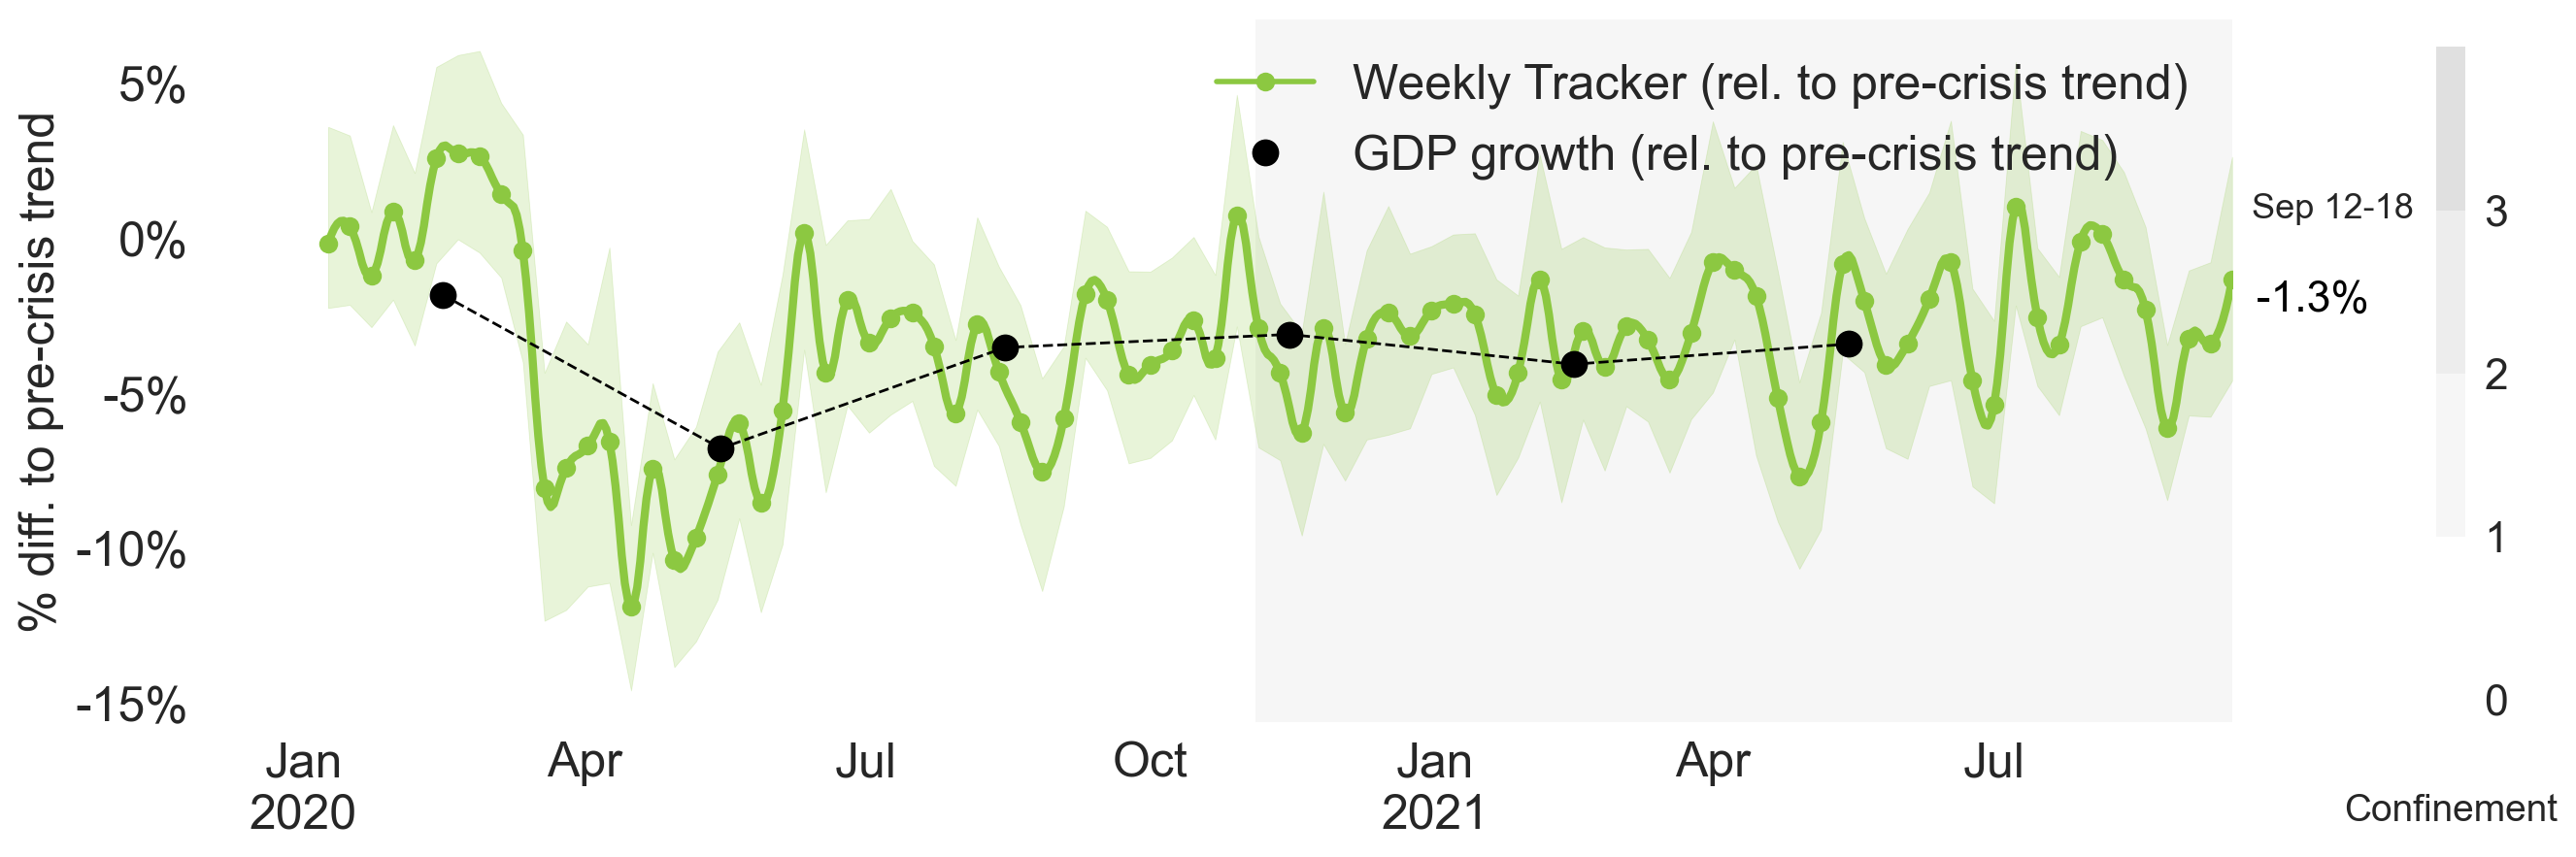 % diff. to pre-crisis trend
5%
0%
-5%
-10%
-15%
Weekly Tracker (rel. to pre-crisis trend)
GDP growth (rel. to pre-crisis trend)
Sep 12-18
-1.3%
3
2
1
0
Jan Apr Jul Oct Jan Apr Jul
2020 2021
Confinement